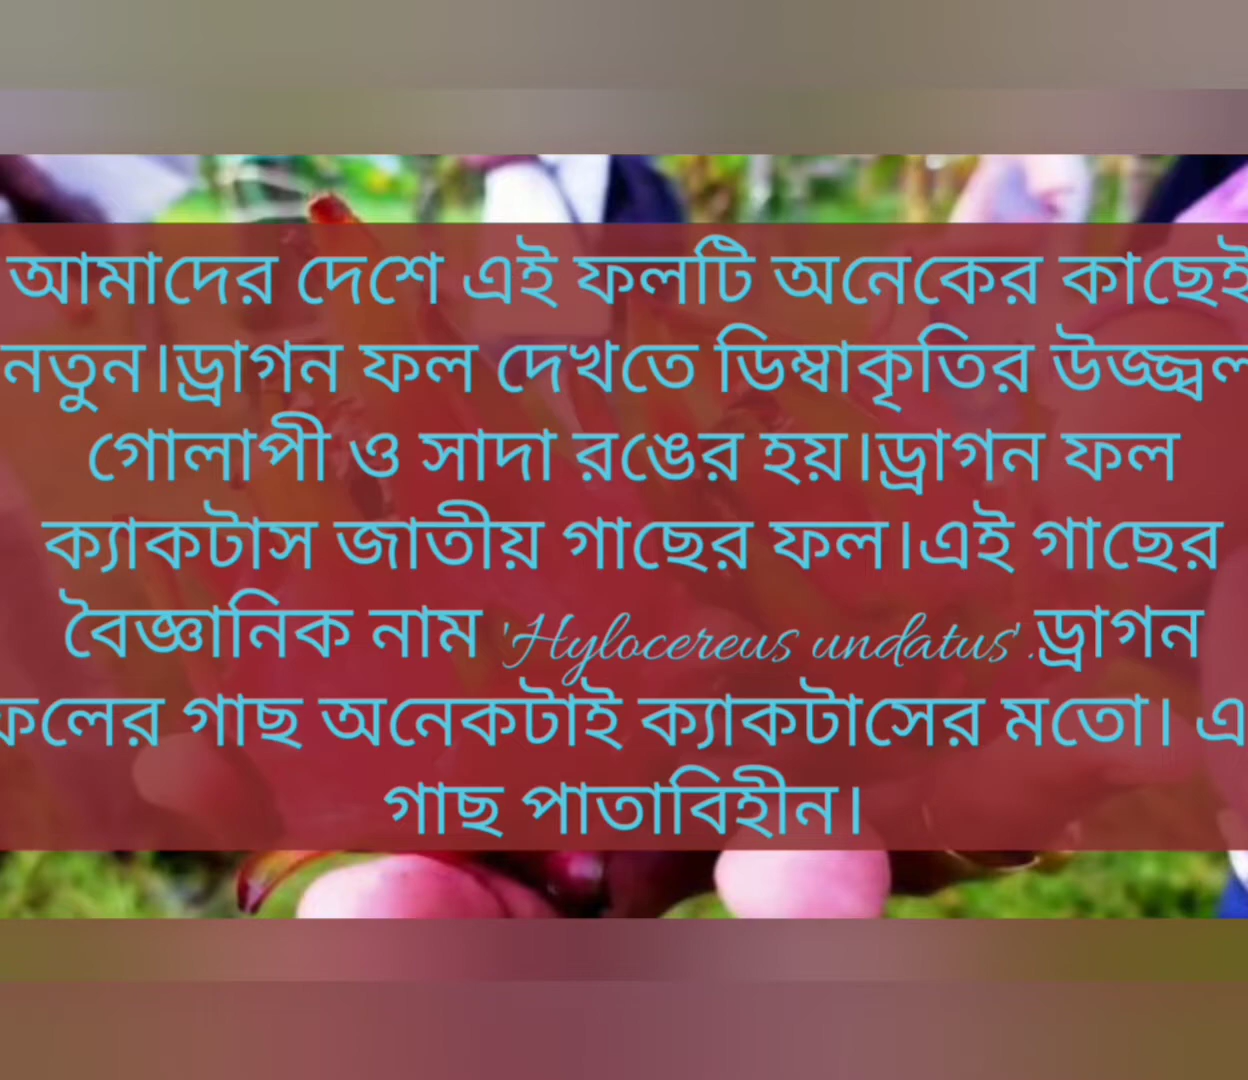 আমাদের দেশে এই ফলটি অনেকের কাছেই
নতুন।ড্রাগন ফল দেখতে ডিম্বাকৃতির উজ্জ্বল
গোলাপী ও সাদা রঙের হয়।ড্রাগন ফল
ক্যাকটাস জাতীয় গাছের ফল।এই গাছের
বৈজ্ঞানিক নাম 'Hylocereus undatus'.ড্রাগন
ফলের গাছ অনেকটাই ক্যাকটাসের মতো। এ
গাছ পাতাবিহীন।